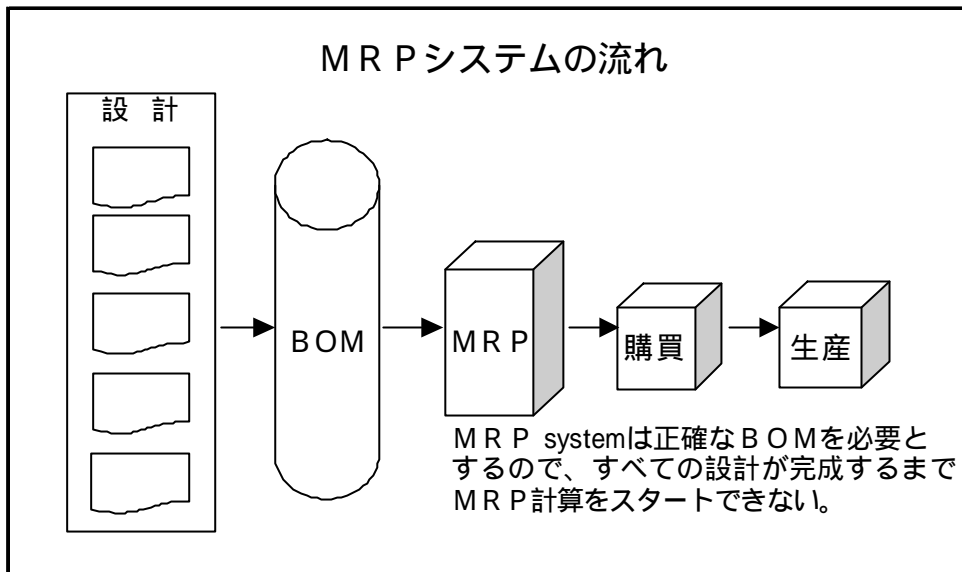 ＭＲＰシステムの流れ
設　計
ＢＯＭ
ＭＲＰ
購買
生産
ＭＲＰ systemは正確なＢＯＭを必要と
するので、すべての設計が完成するまで
ＭＲＰ計算をスタートできない。